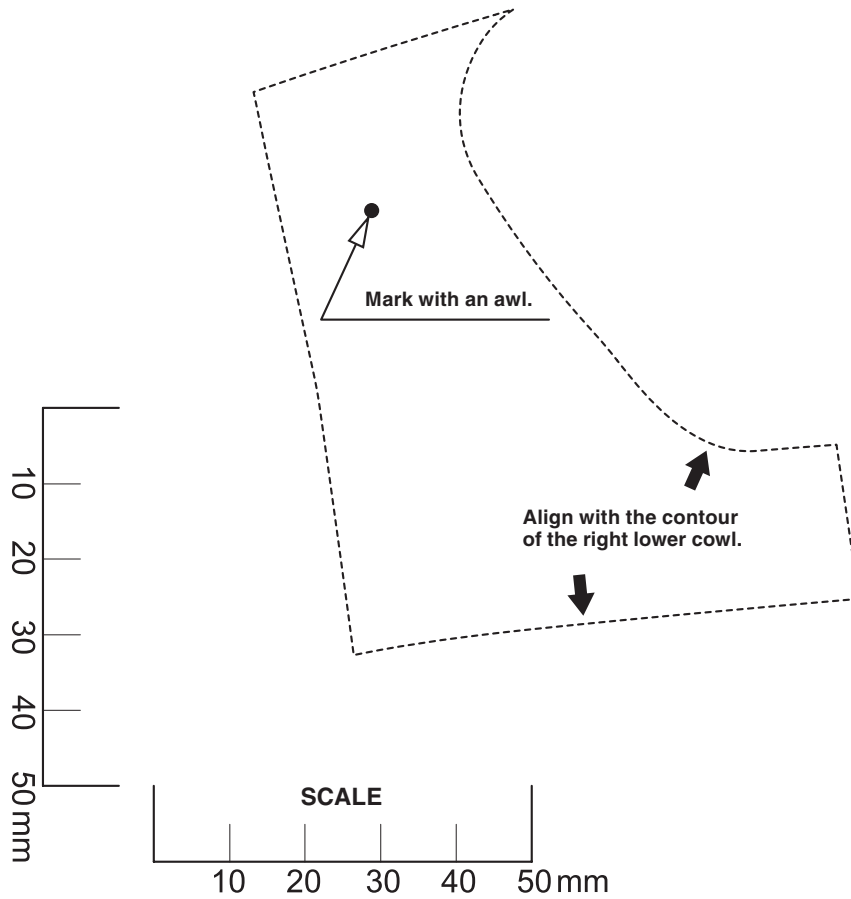 Mark with an awl.
Align with the contour
of the right lower cowl.
10
20
30
40
50 mm
SCALE
10 20 30 40 50 mm